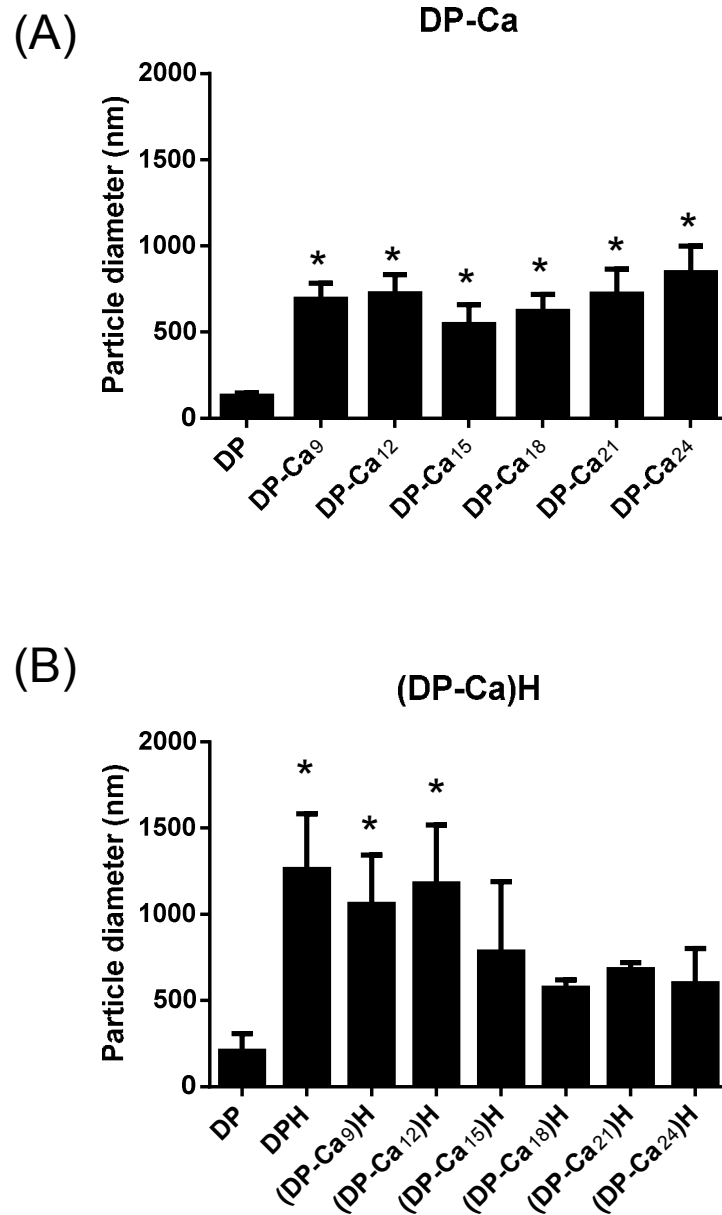 (A)
DP-Ca
Particle diameter (nm)
2000
1500
1000
500
0
* * * * * *
DP DP-Ca9 DP-Ca12 DP-Ca15 DP-Ca18 DP-Ca21 DP-Ca24
(B)
(DP-Ca)H
Particle diameter (nm)
2000
1500
1000
500
0
* * *
DP DPH (DP-Ca9)H (DP-Ca12)H (DP-Ca15)H (DP-Ca18)H (DP-Ca21)H (DP-Ca24)H